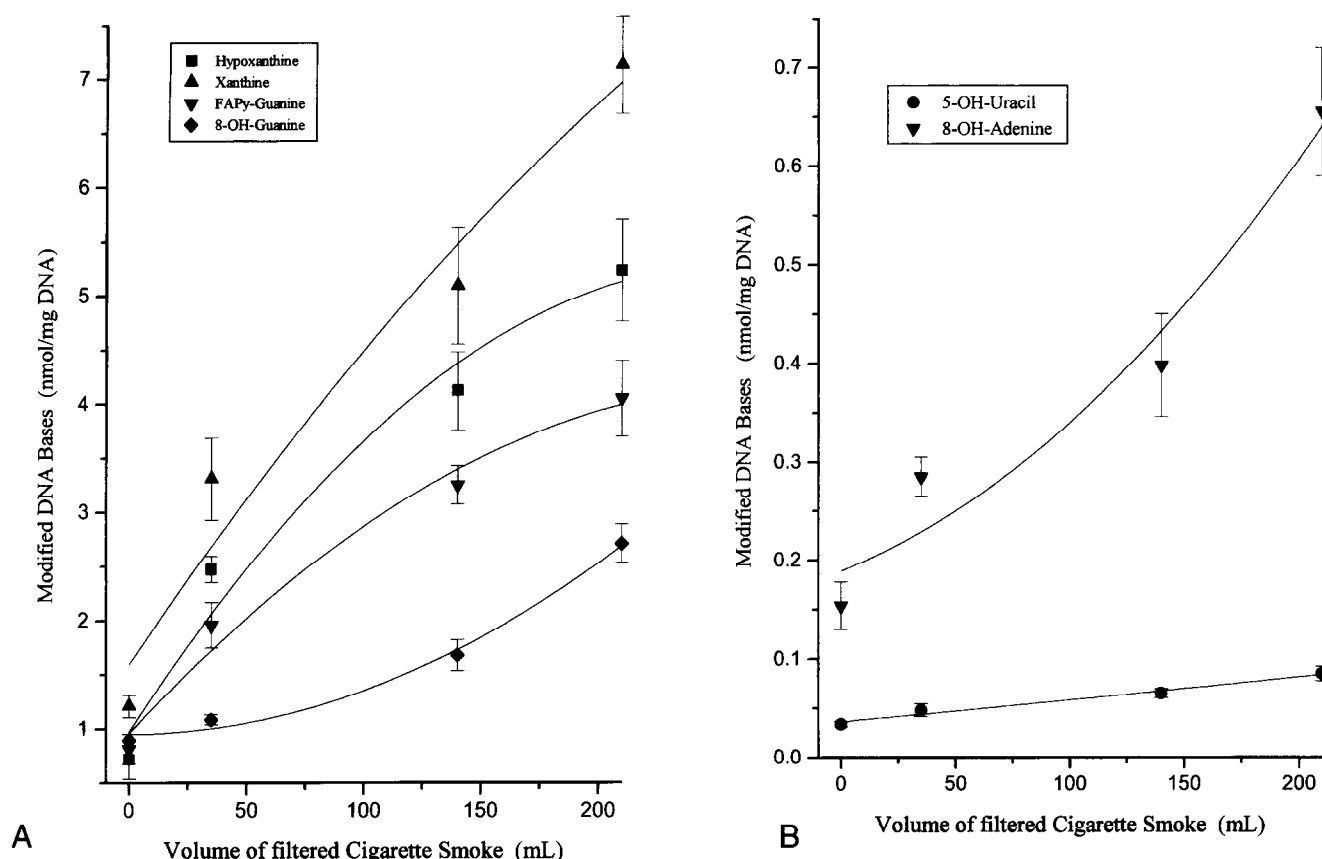 Hypoxanthine
Xanthine
FAPy-Guanine
8-OH-Guanine
7
6
5
4
3
2
1
Modified DNA Bases (nmol/mg DNA)
0
50
100
150
200
Volume of filtered Cigarette Smoke (mL)
A
5-OH-Uracil
8-OH-Adenine
0.7
0.6
0.5
0.4
0.3
0.2
0.1
0.0
Modified DNA Bases (nmol/mg DNA)
0
50
100
150
200
Volume of filtered Cigarette Smoke (mL)
B